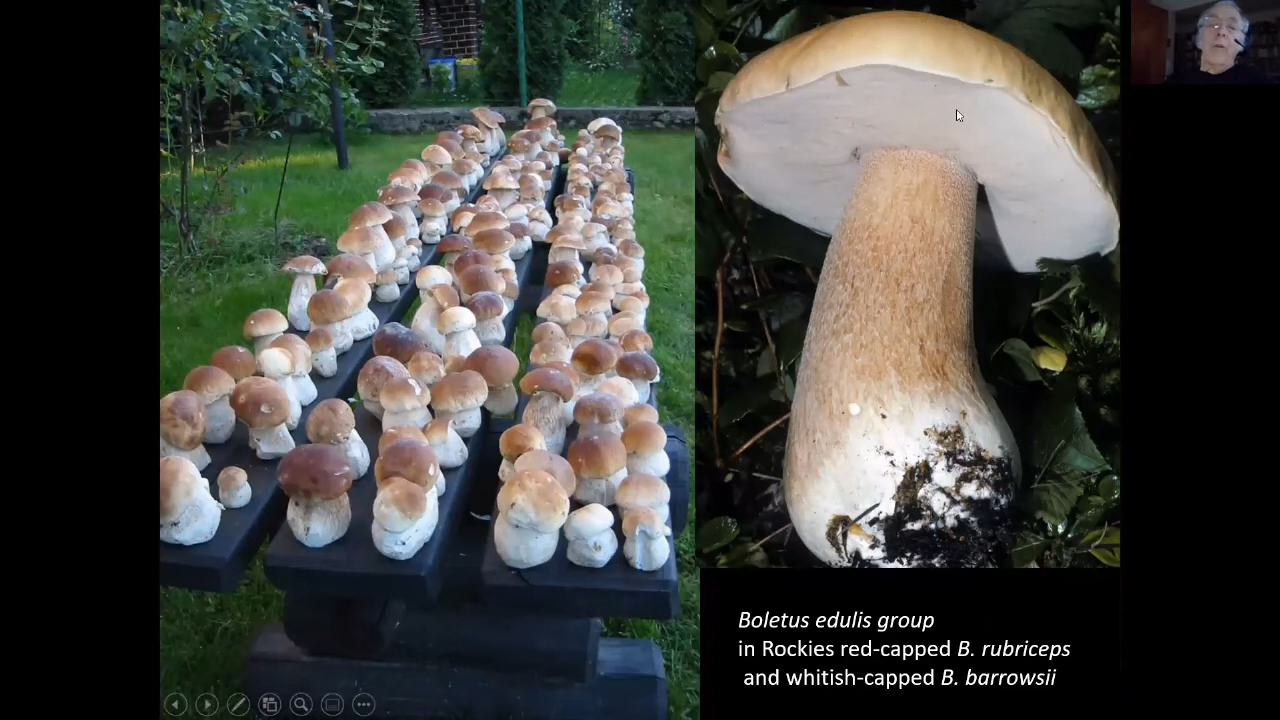 Boletus edulis group
in Rockies red-capped B. rubriceps
and whitish-capped B. barrowsii